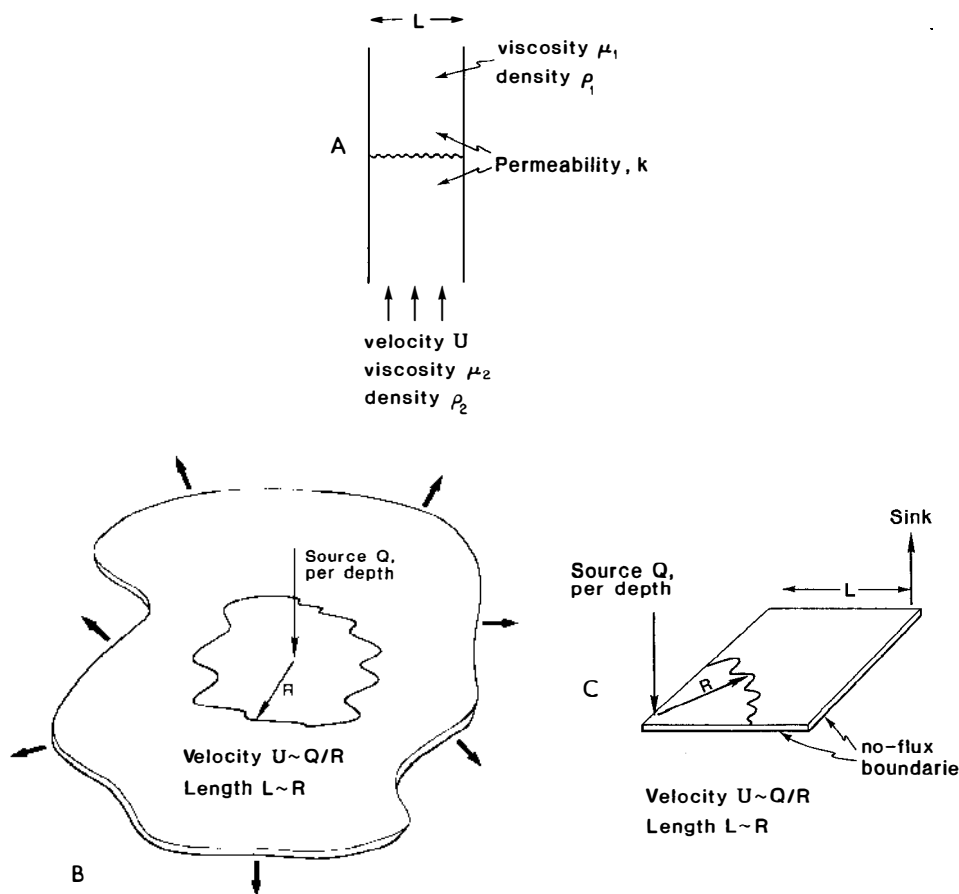 L
viscosity μ₁
density ρ₁
A
Permeability, k
velocity U
viscosity μ₂
density ρ₂
Source Q,
per depth
R
Velocity U~Q/R
Length L~R
B
Sink
Source Q,
per depth
L
R
C
no-flux
boundarie
Velocity U~Q/R
Length L~R